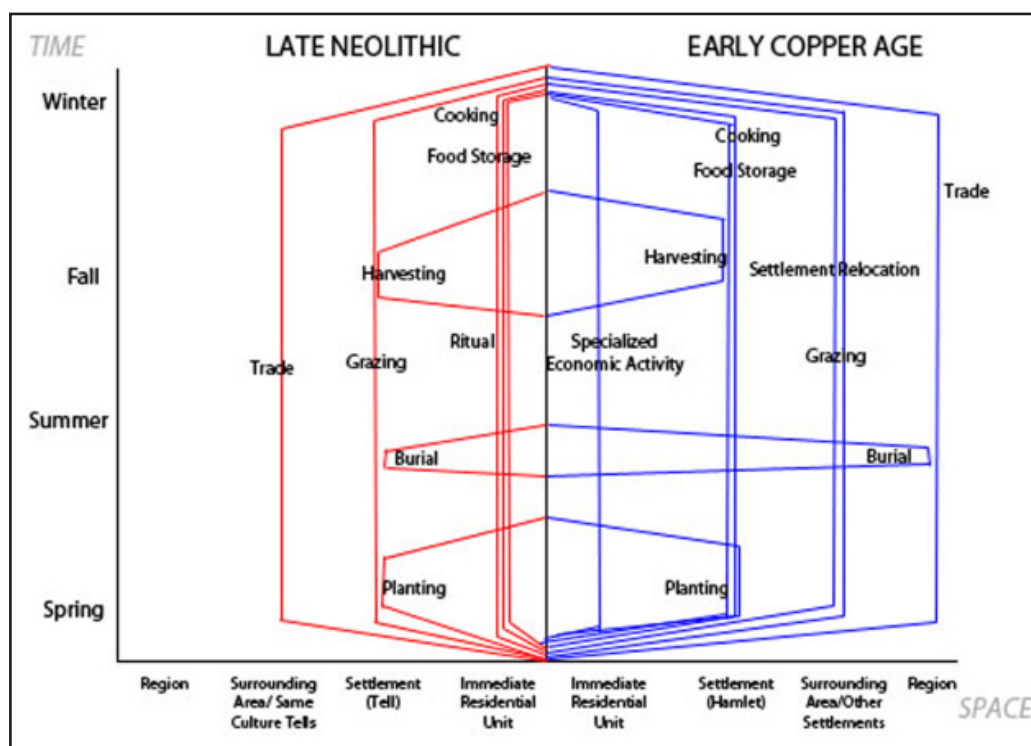 TIME
LATE NEOLITHIC
EARLY COPPER AGE
Winter
Fall
Summer
Spring
Cooking
Food Storage
Harvesting
Ritual
Trade
Grazing
Burial
Planting
Cooking
Food Storage
Trade
Harvesting
Settlement Relocation
Specialized
Economic Activity
Grazing
Burial
Planting
Region
Surrounding
Area/ Same
Culture Tells
Settlement
(Tell)
Immediate
Residential
Unit
Immediate
Residential
Unit
Settlement
(Hamlet)
Surrounding
Area/Other
Settlements
Region
SPACE